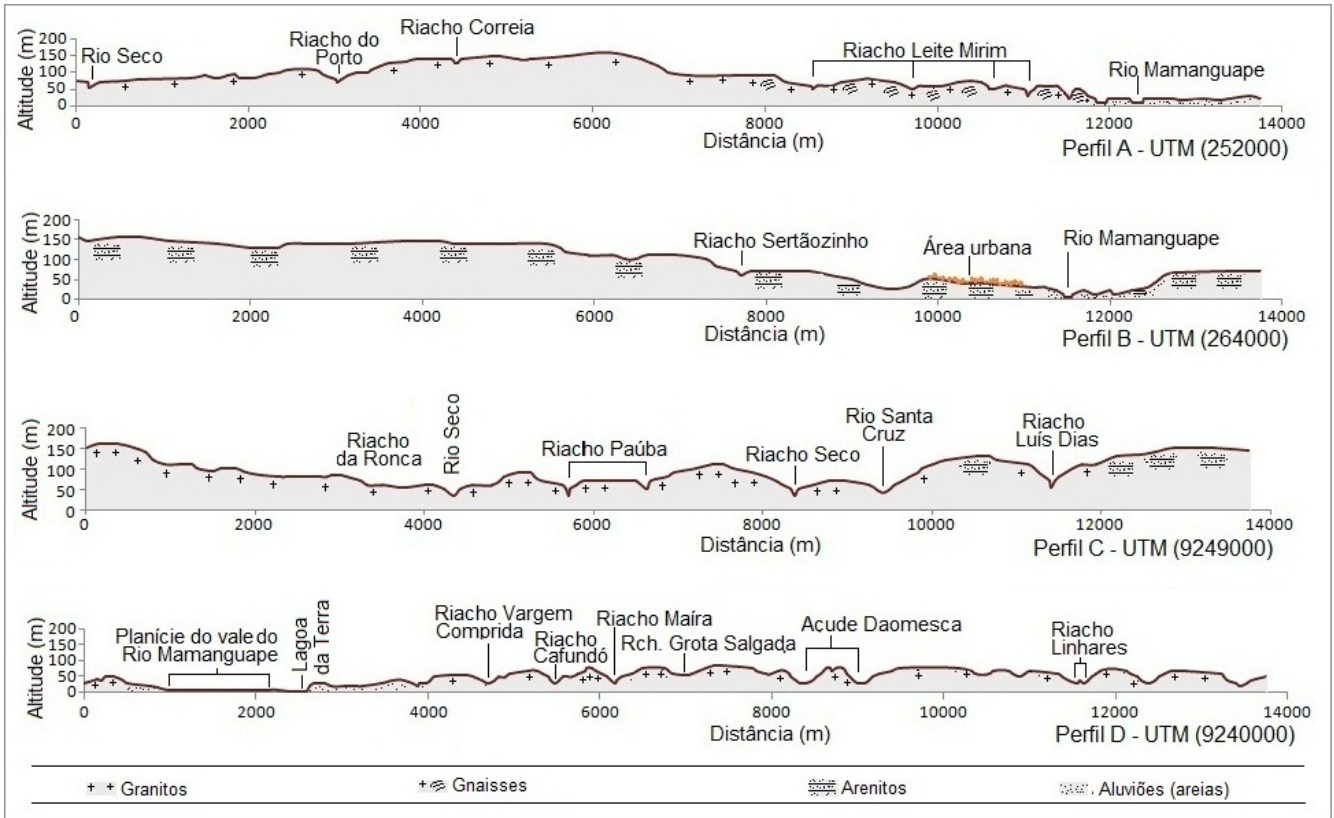 Altitude (m)
200
150
100
50
0
Rio Seco
Riacho do
Porto
Riacho Correia
Riacho Leite Mirim
Rio Mamanguape
0 2000 4000 6000 8000 10000 12000 14000
Distância (m)
Perfil A - UTM (252000)
Altitude (m)
200
150
100
50
0
Riacho Sertãozinho
Área urbana
Rio Mamanguape
0 2000 4000 6000 8000 10000 12000 14000
Distância (m)
Perfil B - UTM (264000)
Altitude (m)
200
150
100
50
0
Riacho
da Ronca
Rio Seco
Riacho Paúba
Riacho Seco
Rio Santa
Cruz
Riacho
Luís Dias
0 2000 4000 6000 8000 10000 12000 14000
Distância (m)
Perfil C - UTM (9249000)
Altitude (m)
200
150
100
50
0
Planície do vale do
Rio Mamanguape
Lagoa
da Terra
Riacho Vargem
Comprida
Riacho
Cafundó
Riacho Maíra
Rch. Grota Salgada
Açude Daomesca
Riacho
Linhares
0 2000 4000 6000 8000 10000 12000 14000
Distância (m)
Perfil D - UTM (9240000)
Granitos
Gnaisses
Arenitos
Aluviões (areias)